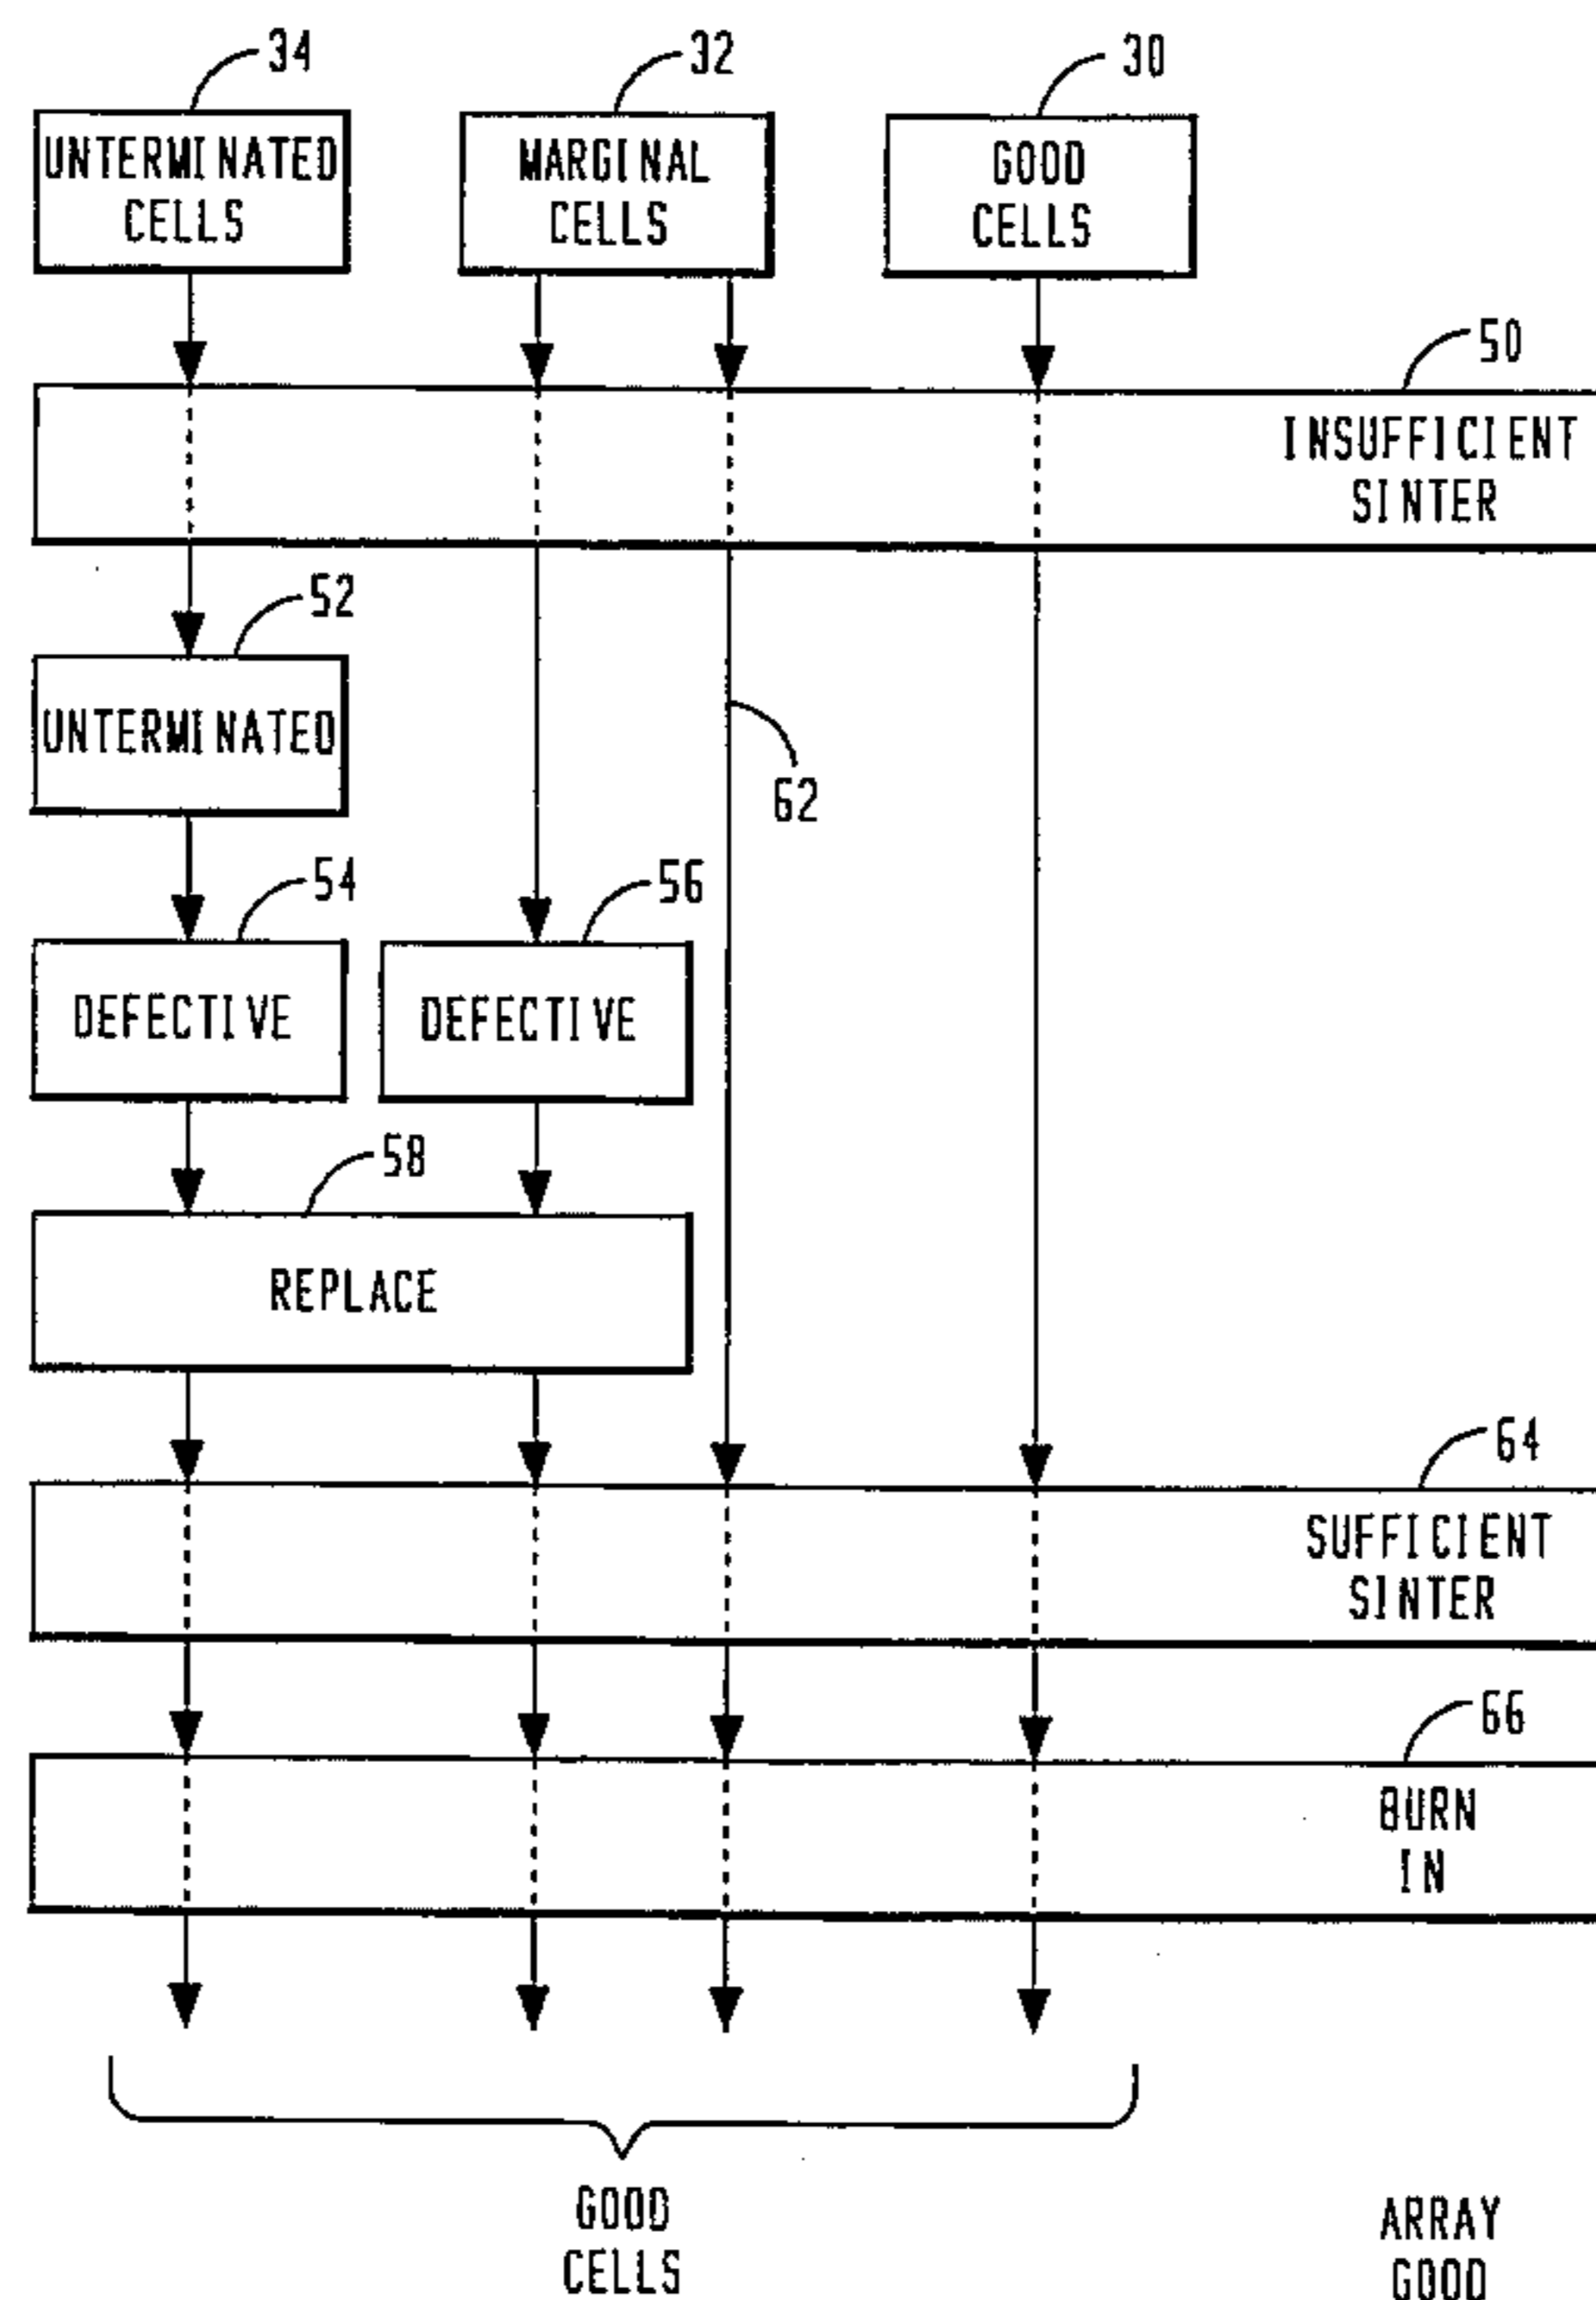 34
32
30
UNTERMINATED
CELLS
MARGINAL
CELLS
GOOD
CELLS
50
INSUFFICIENT
SINTER
52
UNTERMINATED
62
54
56
DEFECTIVE
DEFECTIVE
58
REPLACE
64
SUFFICIENT
SINTER
66
BURN
IN
GOOD
CELLS
ARRAY
GOOD